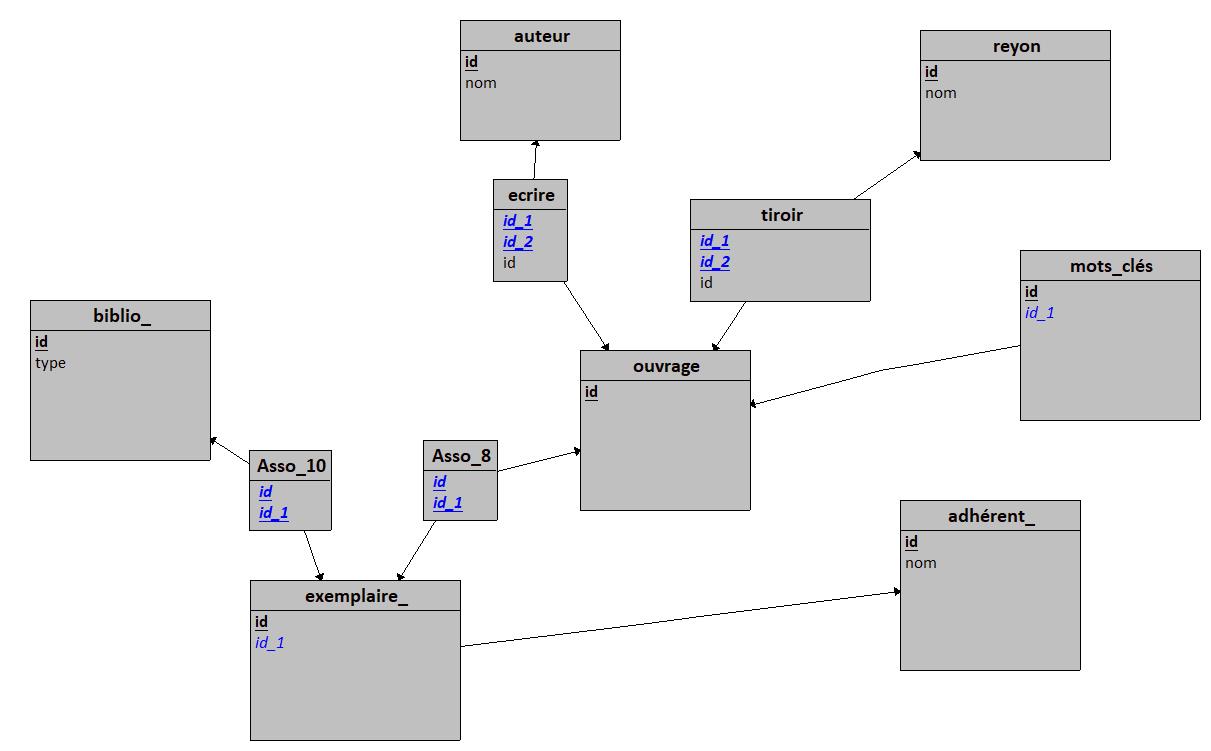 auteur
id
nom
reyon
id
nom
ecrire
id_1
id_2
id
tiroir
id_1
id_2
id
mots_clés
id
id_1
biblio_
id
type
ouvrage
id
Asso_10
id
id_1
Asso_8
id
id_1
adhérent_
id
nom
exemplaire_
id
id_1